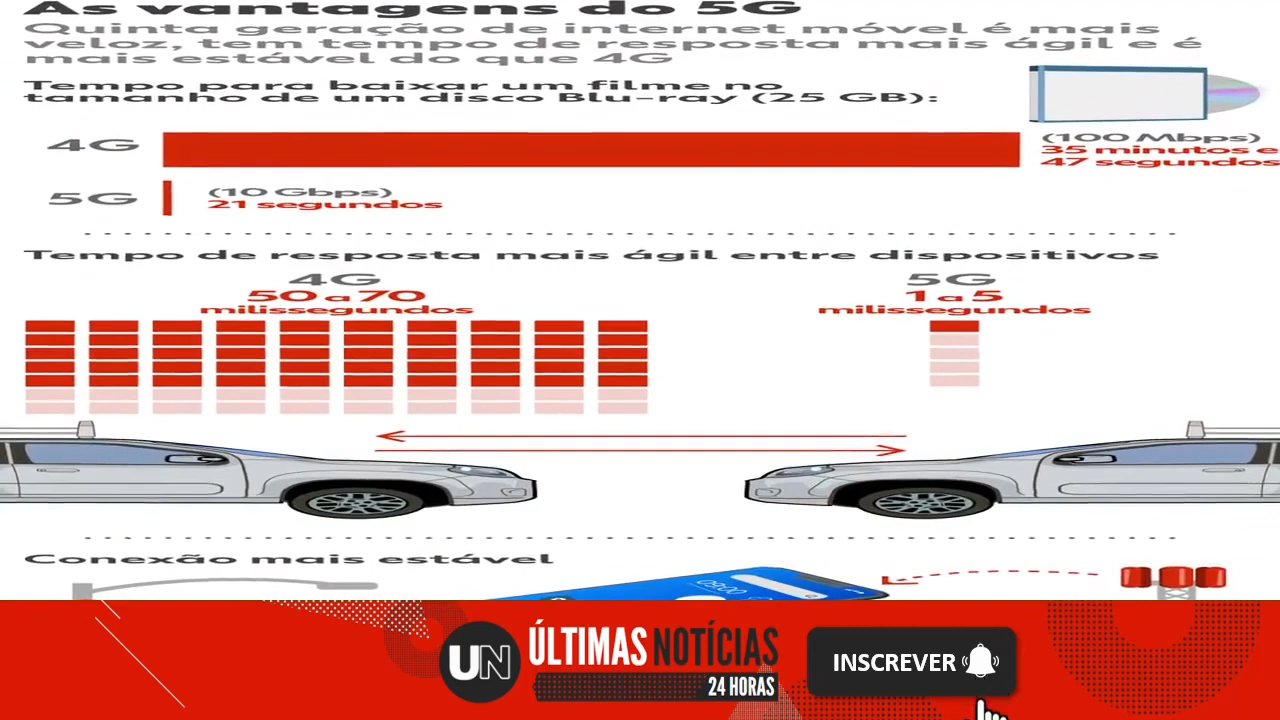 As vantagens do 5G
Quinta geração de internet móvel é mais
veloz, tem tempo de resposta mais ágil e é
mais estável do que 4G
Tempo para baixar um filme no
tamanho de um disco Blu-ray (25 GB):
4G
(100 Mbps)
35 minutos e
47 segundos
5G
(10 Gbps)
21 segundos
Tempo de resposta mais ágil entre dispositivos
4G
50 a 70
milissegundos
5G
1 a 5
milissegundos
Conexão mais estável
09:00
UN
ÚLTIMAS NOTÍCIAS
24 HORAS
INSCREVER